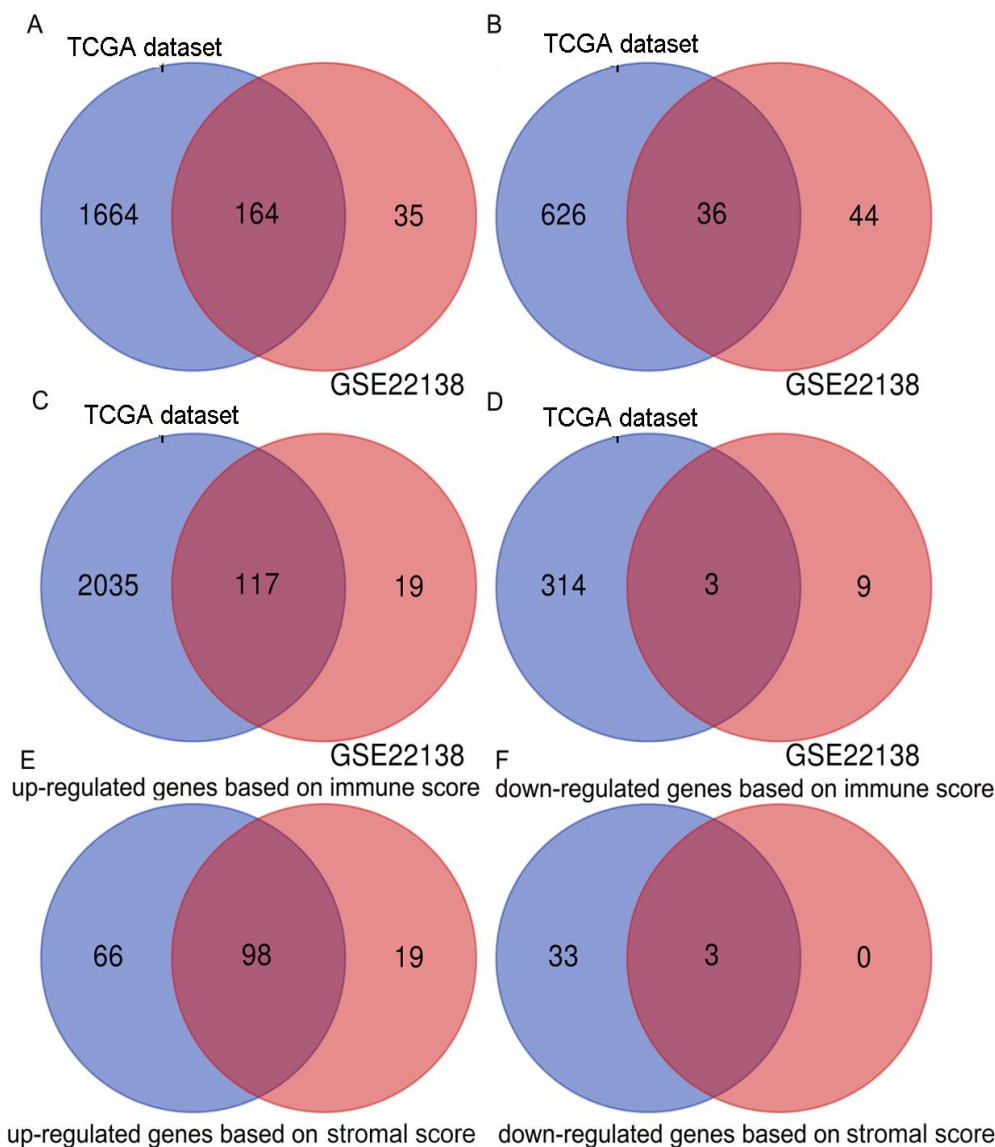 A
TCGA dataset
1664
164
35
GSE22138
B
TCGA dataset
626
36
44
GSE22138
C
TCGA dataset
2035
117
19
GSE22138
D
TCGA dataset
314
3
9
GSE22138
E
up-regulated genes based on immune score
66
98
19
up-regulated genes based on stromal score
F
down-regulated genes based on immune score
33
3
0
down-regulated genes based on stromal score